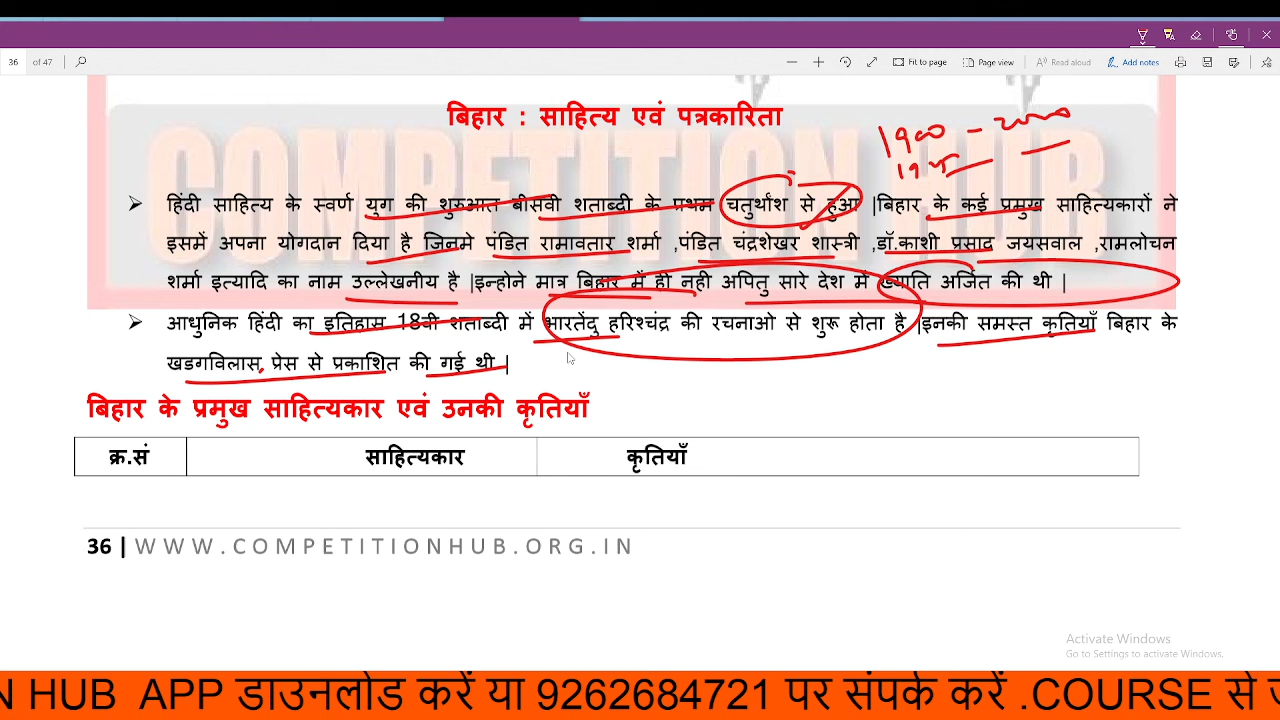 36 of 47 Fit to page Page view Read aloud Add notes
COMPETITION HUB
बिहार : साहित्य एवं पत्रकारिता
1900 - 2000
हिंदी साहित्य के स्वर्ण युग की शुरुआत बीसवी शताब्दी के प्रथम चतुर्थांश से हुआ |बिहार के कई प्रमुख साहित्यकारों ने
इसमें अपना योगदान दिया है जिनमे पंडित रामावतार शर्मा ,पंडित चंद्रशेखर शास्त्री ,डॉ.काशी प्रसाद जयसवाल ,रामलोचन
शर्मा इत्यादि का नाम उल्लेखनीय है |इन्होने मात्र बिहार में ही नही अपितु सारे देश में ख्याति अर्जित की थी |
आधुनिक हिंदी का इतिहास 18वी शताब्दी में भारतेंदु हरिश्चंद्र की रचनाओ से शुरू होता है |इनकी समस्त कृतियाँ बिहार के
खडगविलास प्रेस से प्रकाशित की गई थी |
बिहार के प्रमुख साहित्यकार एवं उनकी कृतियाँ
क्र.सं साहित्यकार कृतियाँ
36 | WWW.COMPETITIONHUB.ORG.IN
Activate Windows
Go to Settings to activate Windows.
N HUB APP डाउनलोड करें या 9262684721 पर संपर्क करें .COURSE से